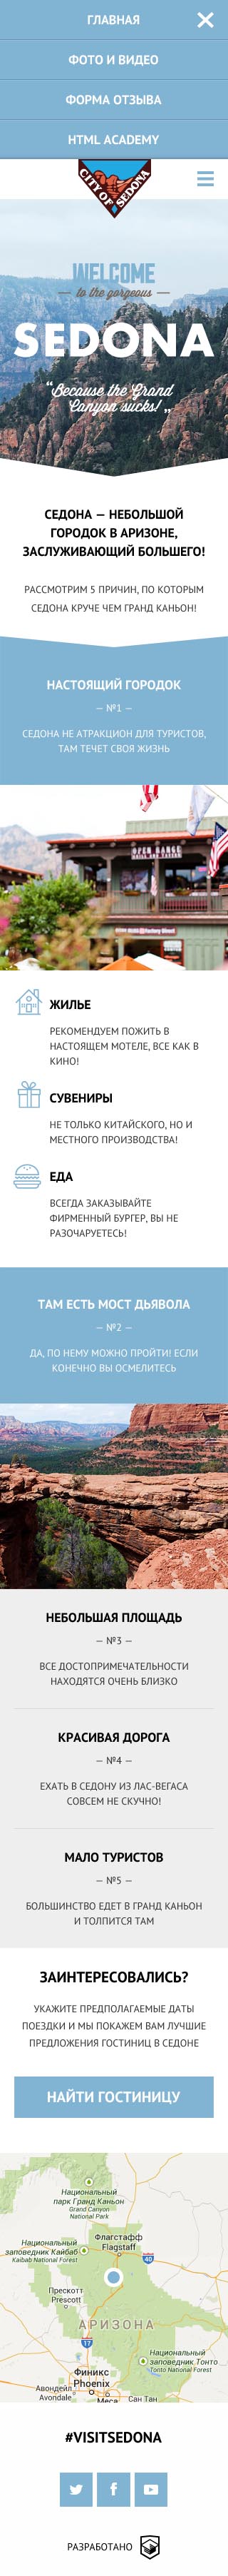 ГЛАВНАЯ
ФОТО И ВИДЕО
ФОРМА ОТЗЫВА
HTML ACADEMY
CITY OF SEDONA
WELCOME
— to the gorgeous —
SEDONA
“Because the Grand
Canyon sucks!„
СЕДОНА — НЕБОЛЬШОЙ
ГОРОДОК В АРИЗОНЕ,
ЗАСЛУЖИВАЮЩИЙ БОЛЬШЕГО!
РАССМОТРИМ 5 ПРИЧИН, ПО КОТОРЫМ
СЕДОНА КРУЧЕ ЧЕМ ГРАНД КАНЬОН!
НАСТОЯЩИЙ ГОРОДОК
— №1 —
СЕДОНА НЕ АТРАКЦИОН ДЛЯ ТУРИСТОВ,
ТАМ ТЕЧЕТ СВОЯ ЖИЗНЬ
ЖИЛЬЕ
РЕКОМЕНДУЕМ ПОЖИТЬ В
НАСТОЯЩЕМ МОТЕЛЕ, ВСЕ КАК В
КИНО!
СУВЕНИРЫ
НЕ ТОЛЬКО КИТАЙСКОГО, НО И
МЕСТНОГО ПРОИЗВОДСТВА!
ЕДА
ВСЕГДА ЗАКАЗЫВАЙТЕ
ФИРМЕННЫЙ БУРГЕР, ВЫ НЕ
РАЗОЧАРУЕТЕСЬ!
ТАМ ЕСТЬ МОСТ ДЬЯВОЛА
— №2 —
ДА, ПО НЕМУ МОЖНО ПРОЙТИ! ЕСЛИ
КОНЕЧНО ВЫ ОСМЕЛИТЕСЬ
НЕБОЛЬШАЯ ПЛОЩАДЬ
— №3 —
ВСЕ ДОСТОПРИМЕЧАТЕЛЬНОСТИ
НАХОДЯТСЯ ОЧЕНЬ БЛИЗКО
КРАСИВАЯ ДОРОГА
— №4 —
ЕХАТЬ В СЕДОНУ ИЗ ЛАС-ВЕГАСА
СОВСЕМ НЕ СКУЧНО!
МАЛО ТУРИСТОВ
— №5 —
БОЛЬШИНСТВО ЕДЕТ В ГРАНД КАНЬОН
И ТОЛПИТСЯ ТАМ
ЗАИНТЕРЕСОВАЛИСЬ?
УКАЖИТЕ ПРЕДПОЛАГАЕМЫЕ ДАТЫ
ПОЕЗДКИ И МЫ ПОКАЖЕМ ВАМ ЛУЧШИЕ
ПРЕДЛОЖЕНИЯ ГОСТИНИЦ В СЕДОНЕ
НАЙТИ ГОСТИНИЦУ
Национальный
парк Гранд Каньон
Grand Canyon
National Park
Флагстафф
Flagstaff
Национальный
заповедник Кайбаб
Kaibab National Forest
40
Прескотт
Prescott
АРИЗОНА
17
Национальный
заповедник Тонто
Tonto National Forest
Финикс
Phoenix
Авондейл
Avondale
Меса
Сан Тан
#VISITSEDONA
РАЗРАБОТАНО